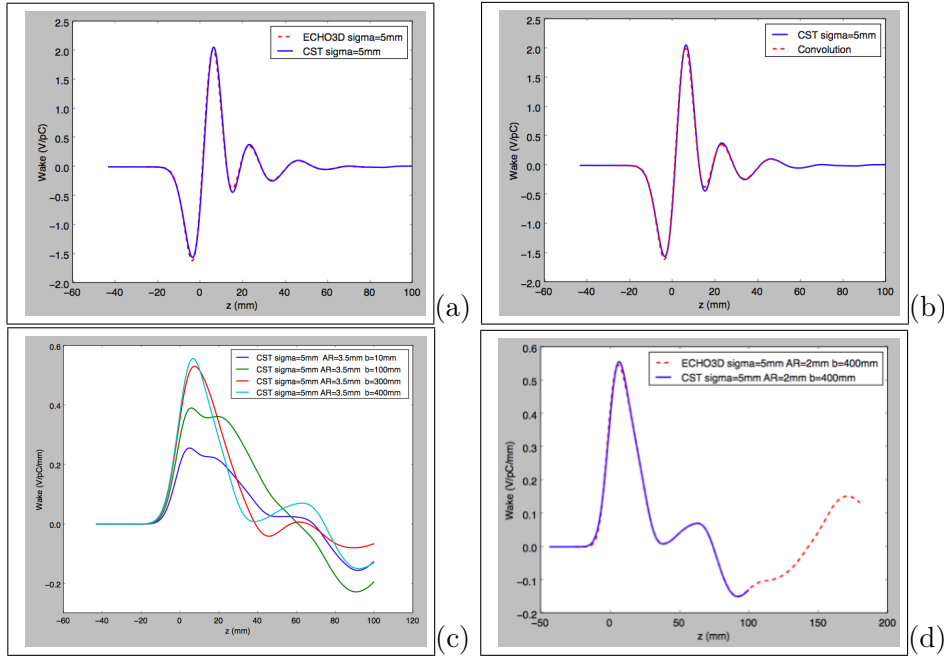 2.5
2.0
1.5
1.0
0.5
0.0
−0.5
−1.0
−1.5
−2.0
Wake (V/pC)
ECHO3D sigma=5mm
CST sigma=5mm
−60 −40 −20 0 20 40 60 80 100
z (mm)
(a)
2.5
2.0
1.5
1.0
0.5
0.0
−0.5
−1.0
−1.5
−2.0
Wake (V/pC)
CST sigma=5mm
Convolution
−60 −40 −20 0 20 40 60 80 100
z (mm)
(b)
0.6
0.4
0.2
0.0
−0.2
Wake (V/pC/mm)
CST sigma=5mm AR=3.5mm b=10mm
CST sigma=5mm AR=3.5mm b=100mm
CST sigma=5mm AR=3.5mm b=300mm
CST sigma=5mm AR=3.5mm b=400mm
−60 −40 −20 0 20 40 60 80 100 120
z (mm)
(c)
0.6
0.5
0.4
0.3
0.2
0.1
0.0
−0.1
−0.2
Wake (V/pC/mm)
ECHO3D sigma=5mm AR=2mm b=400mm
CST sigma=5mm AR=2mm b=400mm
−50 0 50 100 150 200
z (mm)
(d)